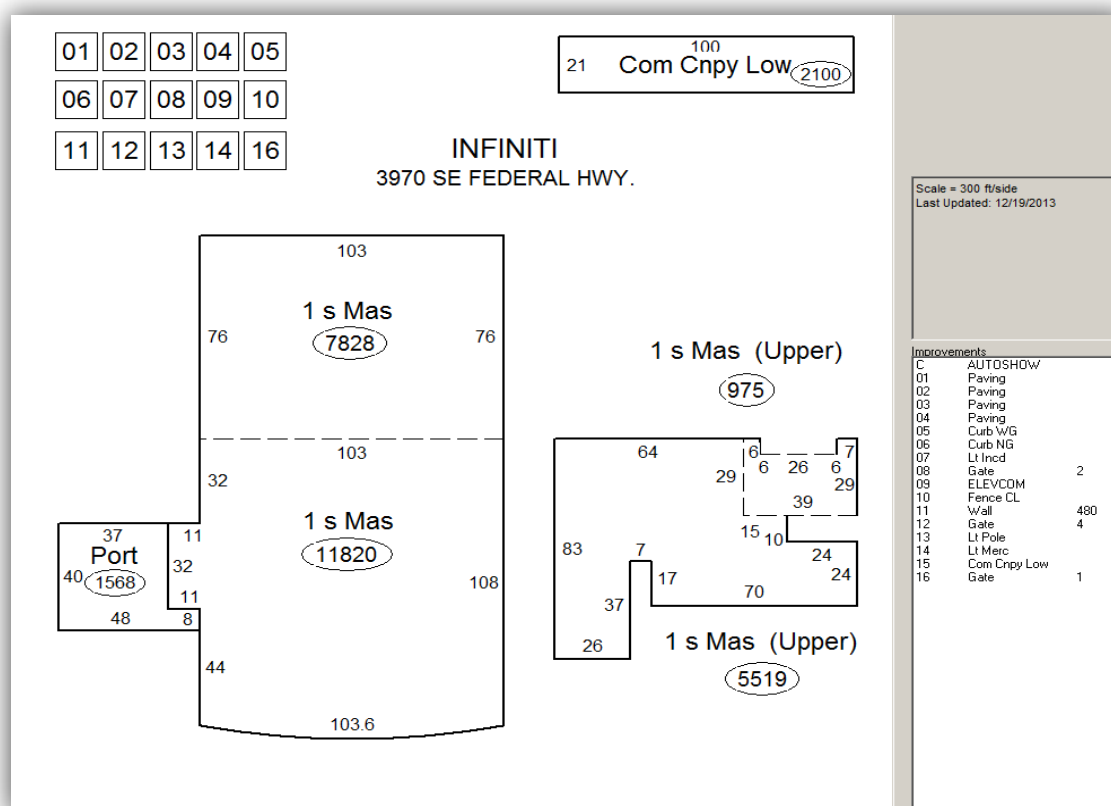 01 02 03 04 05
06 07 08 09 10
11 12 13 14 16
100
21 Com Cnpy Low 2100
INFINITI
3970 SE FEDERAL HWY.
103
1 s Mas
76 7828 76
103
32
1 s Mas
11820
37 11
Port
40 1568 32
11
48 8
108
44
103.6
1 s Mas (Upper)
975
64 6 7
6 26 6
29 29
39
15 10
83 7 24
17 24
37 70
26
1 s Mas (Upper)
5519
Scale = 300 ft/side
Last Updated: 12/19/2013
Improvements
C AUTOSHOW
01 Paving
02 Paving
03 Paving
04 Paving
05 Curb WG
06 Curb NG
07 Lt Incd
08 Gate 2
09 ELEVCOM
10 Fence CL
11 Wall 480
12 Gate 4
13 Lt Pole
14 Lt Merc
15 Com Cnpy Low
16 Gate 1